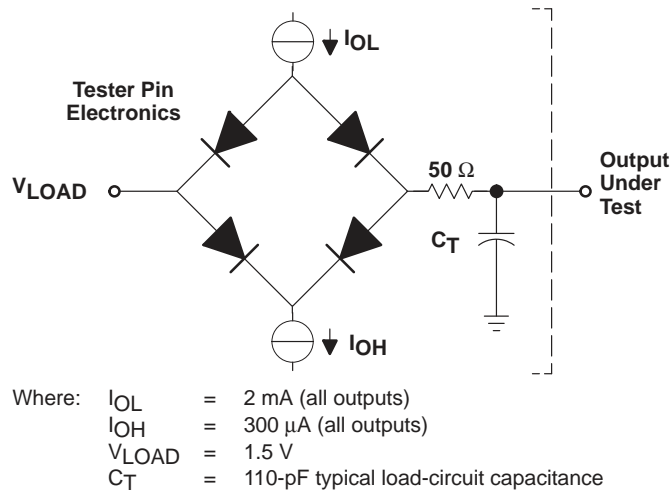 IOL
Tester Pin
Electronics
VLOAD
50 Ω
CT
Output
Under
Test
IOH
Where: IOL = 2 mA (all outputs)
IOH = 300 μA (all outputs)
VLOAD = 1.5 V
CT = 110-pF typical load-circuit capacitance